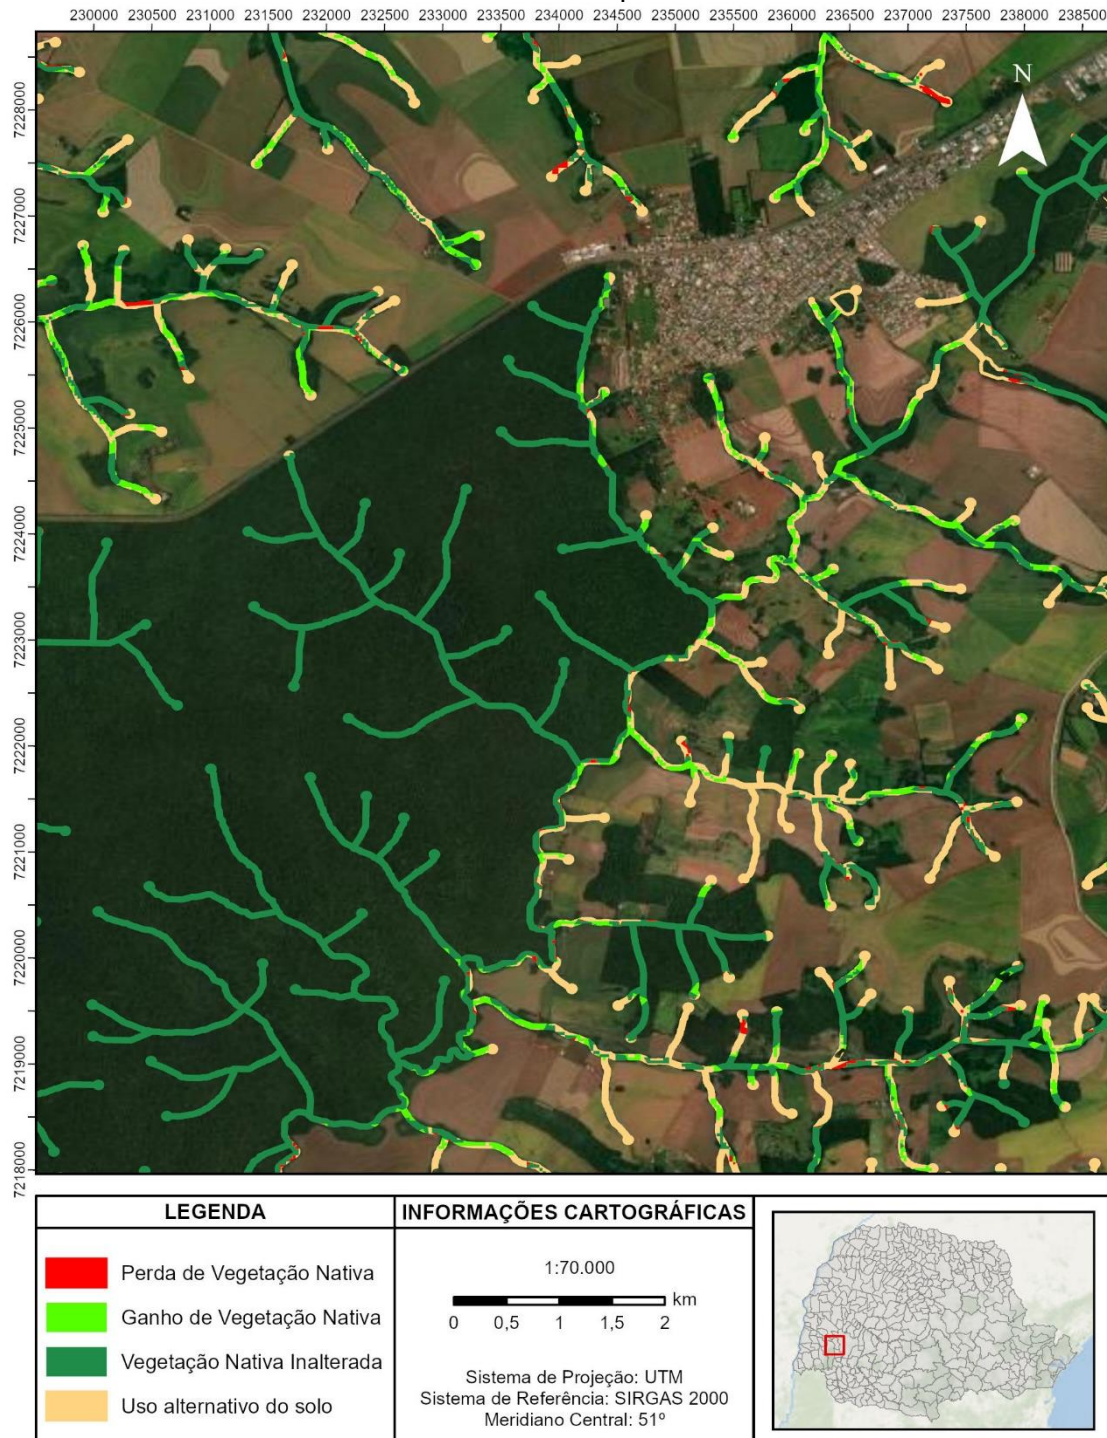 230000 230500 231000 231500 232000 232500 233000 233500 234000 234500 235000 235500 236000 236500 237000 237500 238000 238500
N
7228000
7227000
7226000
7225000
7224000
7223000
7222000
7221000
7220000
7219000
7218000
LEGENDA
Perda de Vegetação Nativa
Ganho de Vegetação Nativa
Vegetação Nativa Inalterada
Uso alternativo do solo
INFORMAÇÕES CARTOGRÁFICAS
1:70.000
km
0 0,5 1 1,5 2
Sistema de Projeção: UTM
Sistema de Referência: SIRGAS 2000
Meridiano Central: 51º